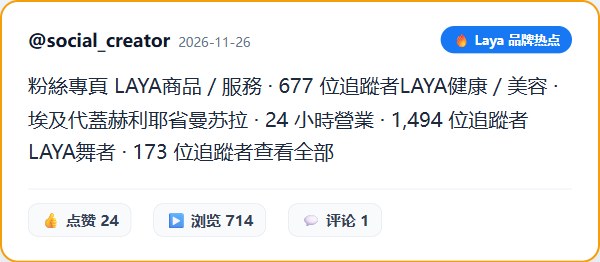 @social_creator 2026-11-26
🔥 Laya 品牌热点
粉絲專頁 LAYA商品 / 服務 · 677 位追蹤者LAYA健康 / 美容 ·
埃及代蓋赫利耶省曼苏拉 · 24 小時營業 · 1,494 位追蹤者
LAYA舞者 · 173 位追蹤者查看全部
👍 点赞 24 ▶️ 浏览 714 💬 评论 1